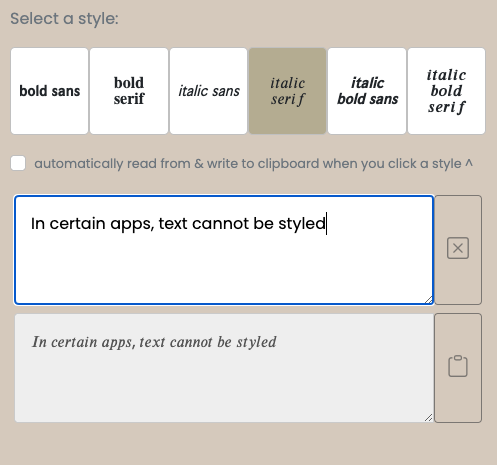 Select a style:
bold sans
bold
serif
italic sans
italic
serif
italic
bold sans
italic
bold
serif
automatically read from & write to clipboard when you click a style ^
In certain apps, text cannot be styled
In certain apps, text cannot be styled